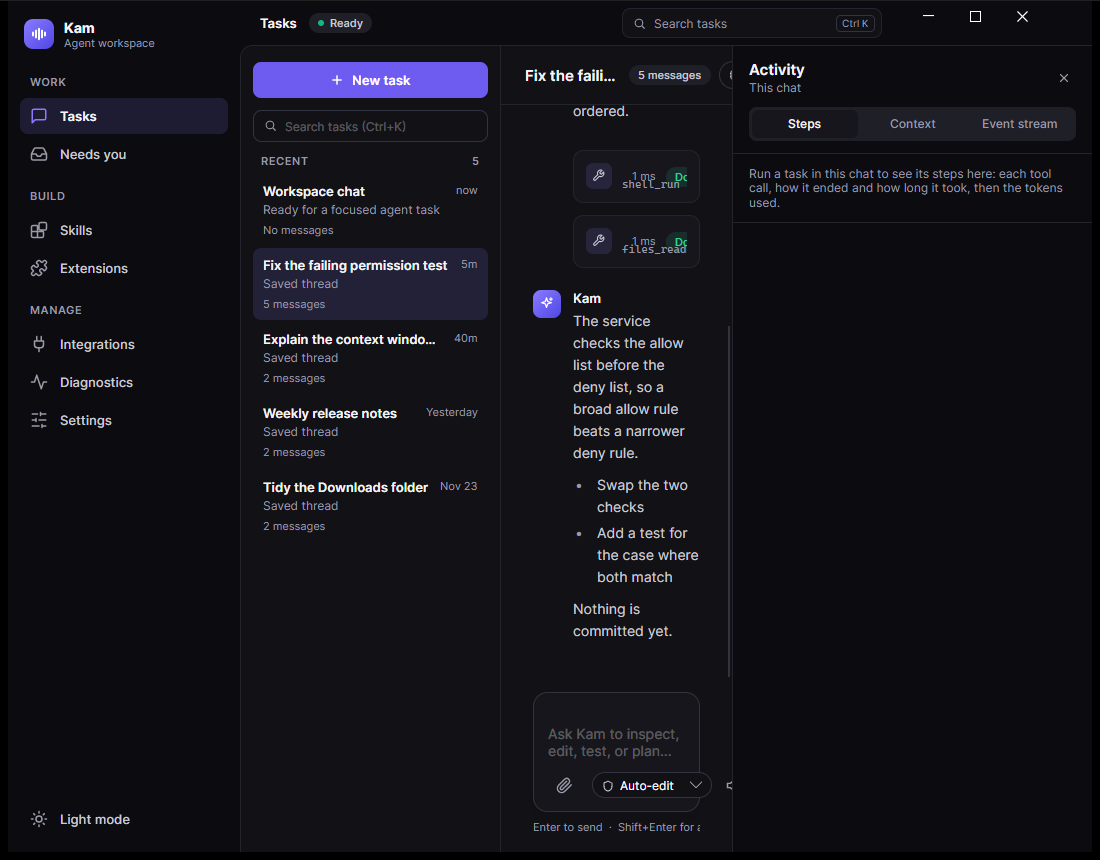 Kam
Agent workspace
WORK
Tasks
Needs you
BUILD
Skills
Extensions
MANAGE
Integrations
Diagnostics
Settings
Light mode
Tasks
Ready
Search tasks
Ctrl K
New task
Search tasks (Ctrl+K)
RECENT 5
Workspace chat now
Ready for a focused agent task
No messages
Fix the failing permission test 5m
Saved thread
5 messages
Explain the context windo... 40m
Saved thread
2 messages
Weekly release notes Yesterday
Saved thread
2 messages
Tidy the Downloads folder Nov 23
Saved thread
2 messages
Fix the faili... 5 messages
ordered.
1 ms Do
shell_run
1 ms Do
files_read
Kam
The service
checks the allow
list before the
deny list, so a
broad allow rule
beats a narrower
deny rule.
• Swap the two
checks
• Add a test for
the case where
both match
Nothing is
committed yet.
Ask Kam to inspect,
edit, test, or plan...
Auto-edit
Enter to send · Shift+Enter for
Activity
This chat
Steps
Context
Event stream
Run a task in this chat to see its steps here: each tool
call, how it ended and how long it took, then the tokens
used.